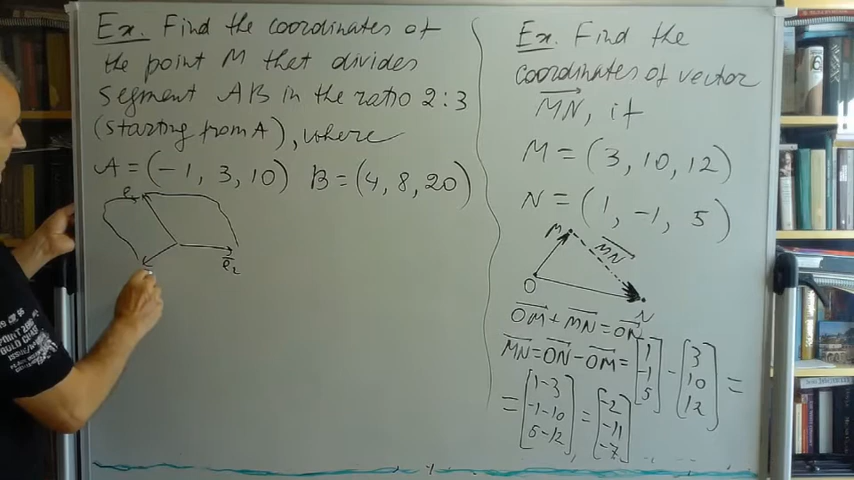 Ex. Find the coordinates of
the point M that divides
segment AB in the ratio 2:3
(starting from A), where
A = (-1, 3, 10) B = (4, 8, 20)
e
e₂
Ex. Find the
coordinates of vector
MN, if
M = (3, 10, 12)
N = (1, -1, 5)
M
MN
O
N
OM + MN = ON
MN = ON - OM = [1 -1 5] - [3 10 12] =
= [1-3 -1-10 5-12] = [-2 -11 -7]